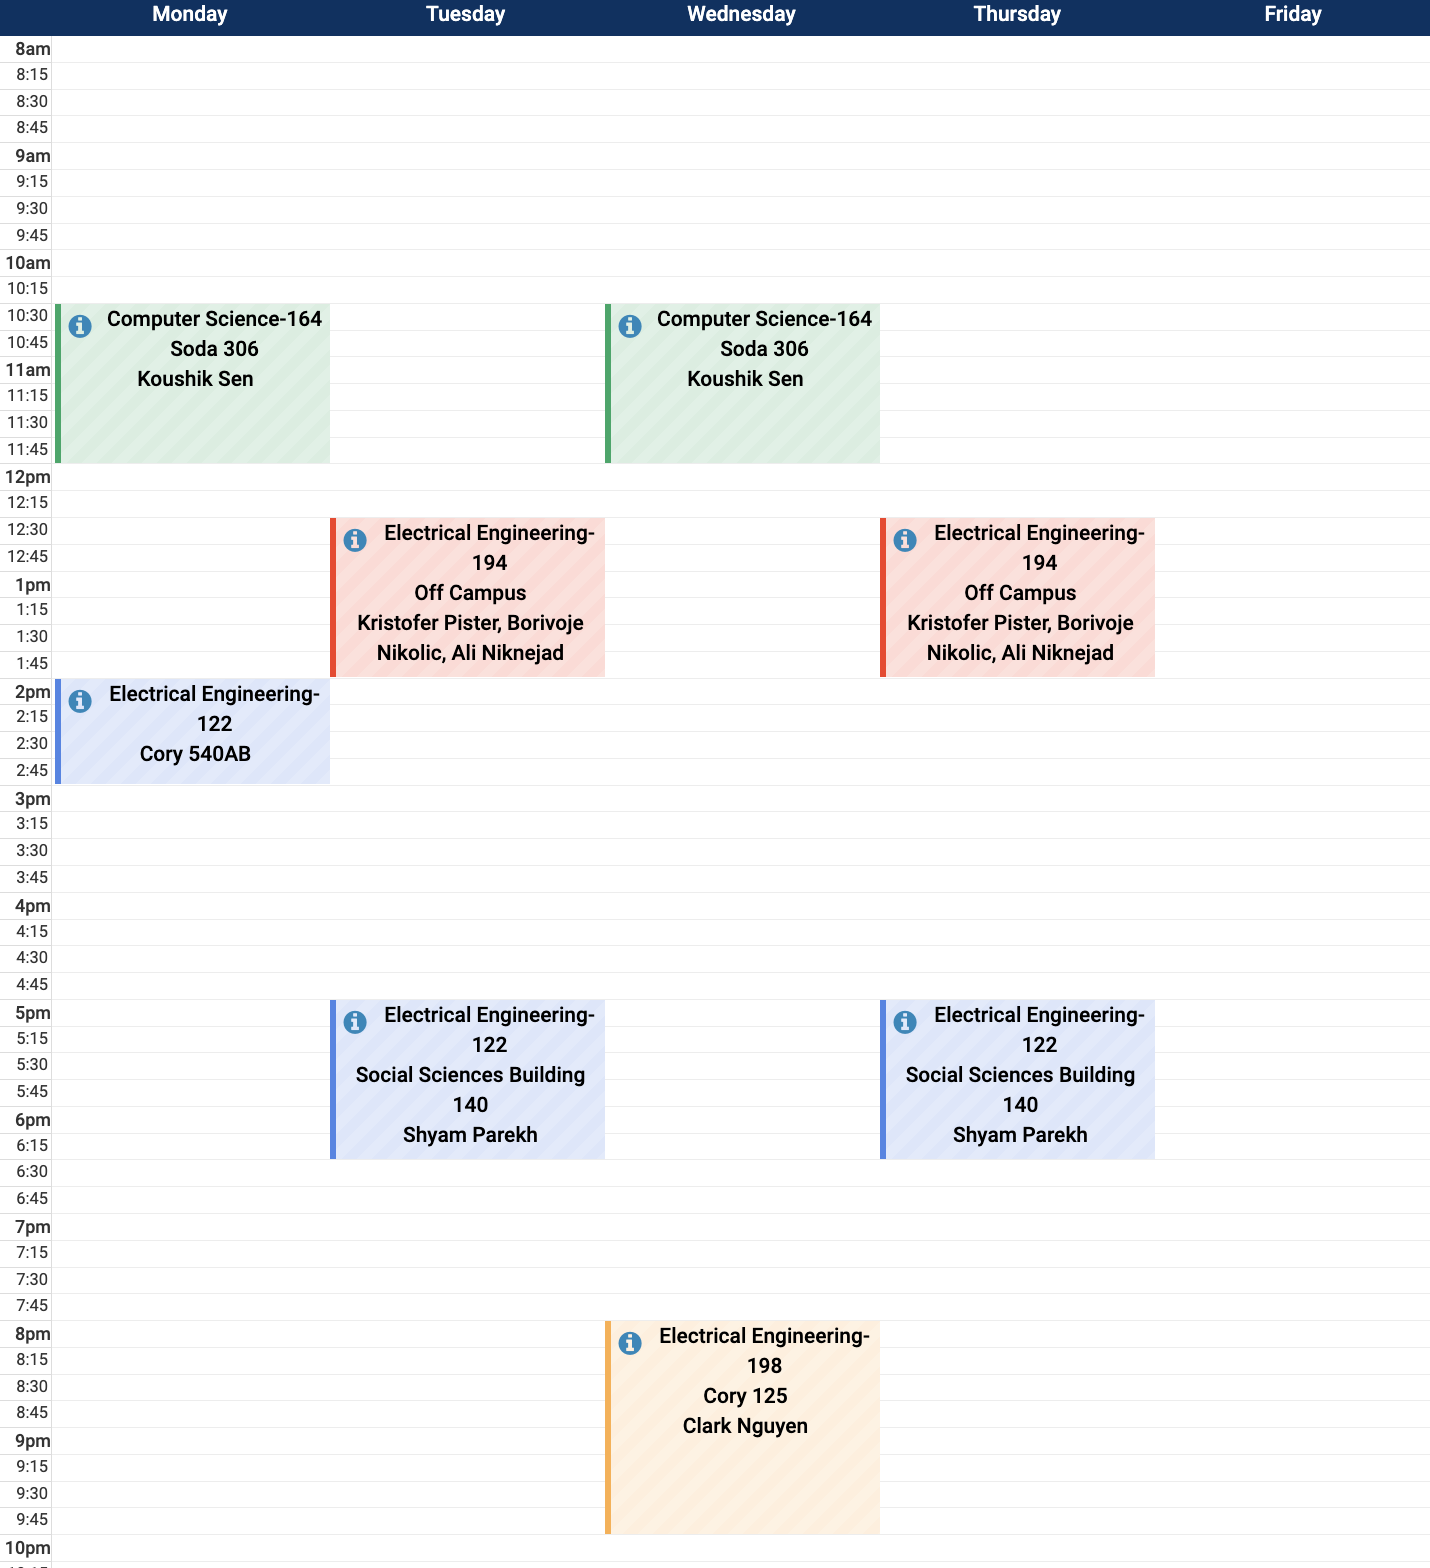 Monday Tuesday Wednesday Thursday Friday
8am
8:15
8:30
8:45
9am
9:15
9:30
9:45
10am
10:15
10:30
10:45
11am
11:15
11:30
11:45
12pm
12:15
12:30
12:45
1pm
1:15
1:30
1:45
2pm
2:15
2:30
2:45
3pm
3:15
3:30
3:45
4pm
4:15
4:30
4:45
5pm
5:15
5:30
5:45
6pm
6:15
6:30
6:45
7pm
7:15
7:30
7:45
8pm
8:15
8:30
8:45
9pm
9:15
9:30
9:45
10pm
Computer Science-164
Soda 306
Koushik Sen
Electrical Engineering-
122
Cory 540AB
Electrical Engineering-
194
Off Campus
Kristofer Pister, Borivoje
Nikolic, Ali Niknejad
Electrical Engineering-
122
Social Sciences Building
140
Shyam Parekh
Computer Science-164
Soda 306
Koushik Sen
Electrical Engineering-
198
Cory 125
Clark Nguyen
Electrical Engineering-
194
Off Campus
Kristofer Pister, Borivoje
Nikolic, Ali Niknejad
Electrical Engineering-
122
Social Sciences Building
140
Shyam Parekh